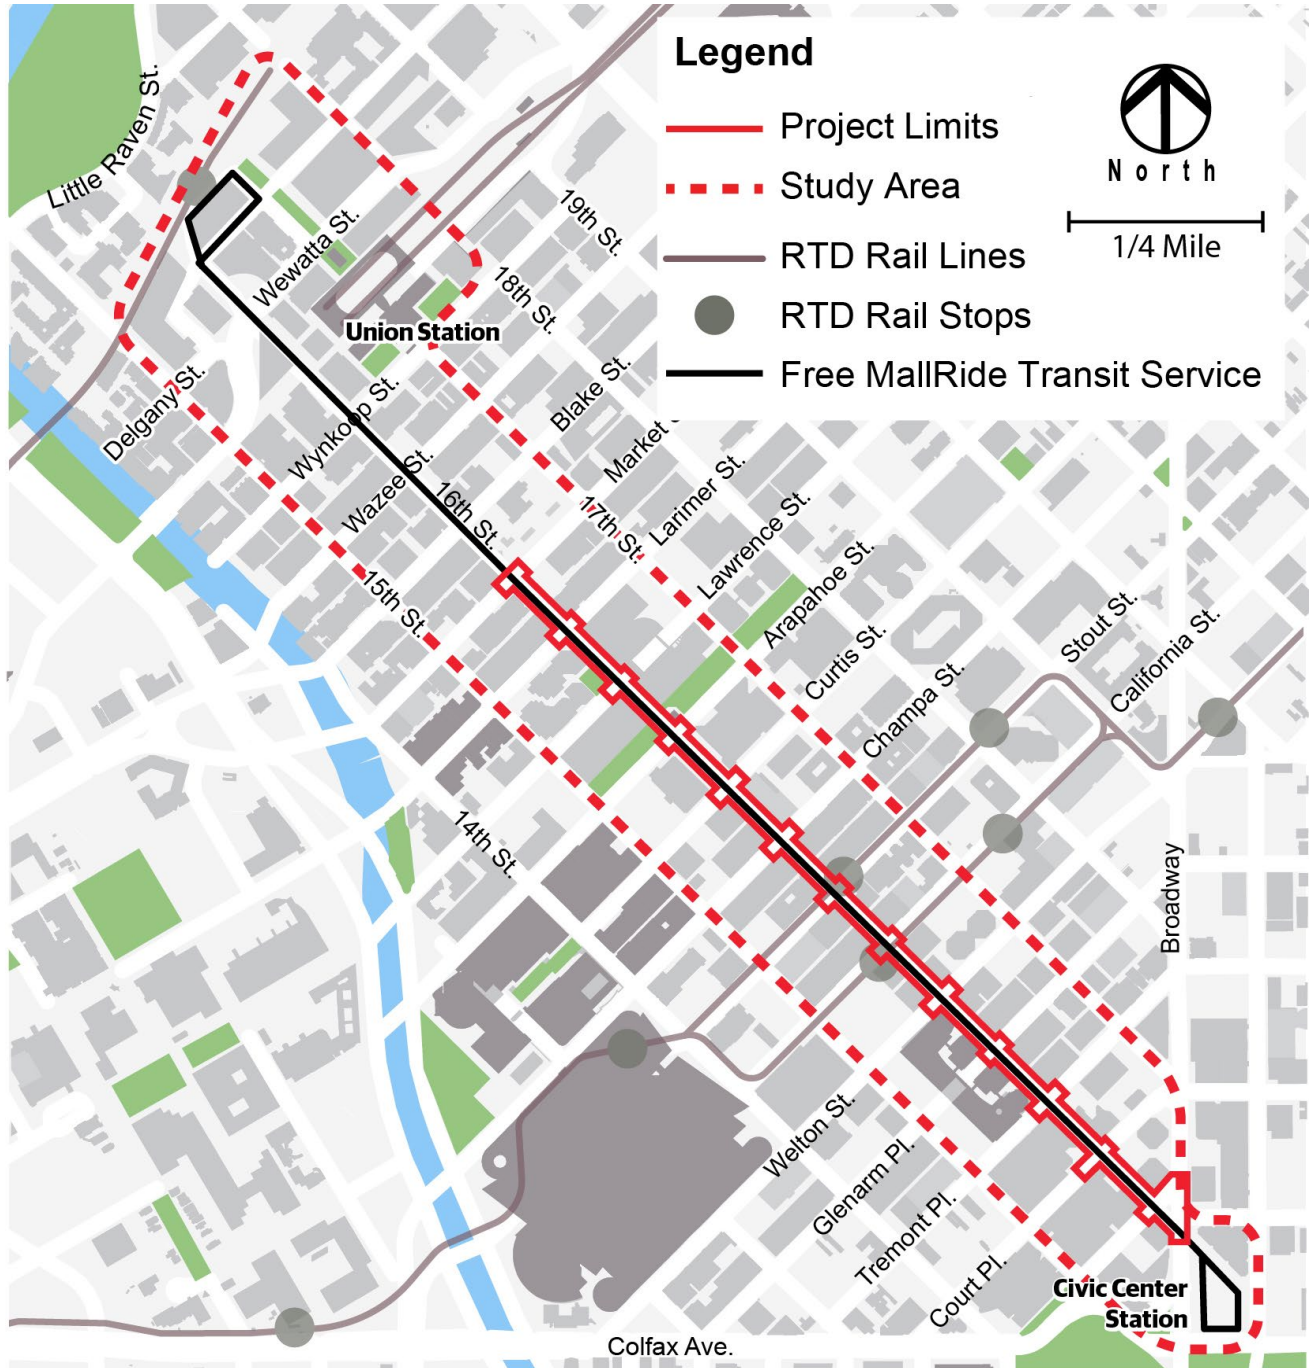 Legend
Project Limits
Study Area
RTD Rail Lines
RTD Rail Stops
Free MallRide Transit Service
North
1/4 Mile
Little Raven St.
Wewatta St.
19th St.
18th St.
Union Station
Delgany St.
Wynkoop St.
Blake St.
Market
Wazee St.
16th St.
17th St.
Larimer St.
Lawrence St.
Arapahoe St.
15th St.
Curtis St.
Champa St.
Stout St.
California St.
14th St.
Broadway
Welton St.
Glenarm Pl.
Tremont Pl.
Court Pl.
Civic Center
Station
Colfax Ave.